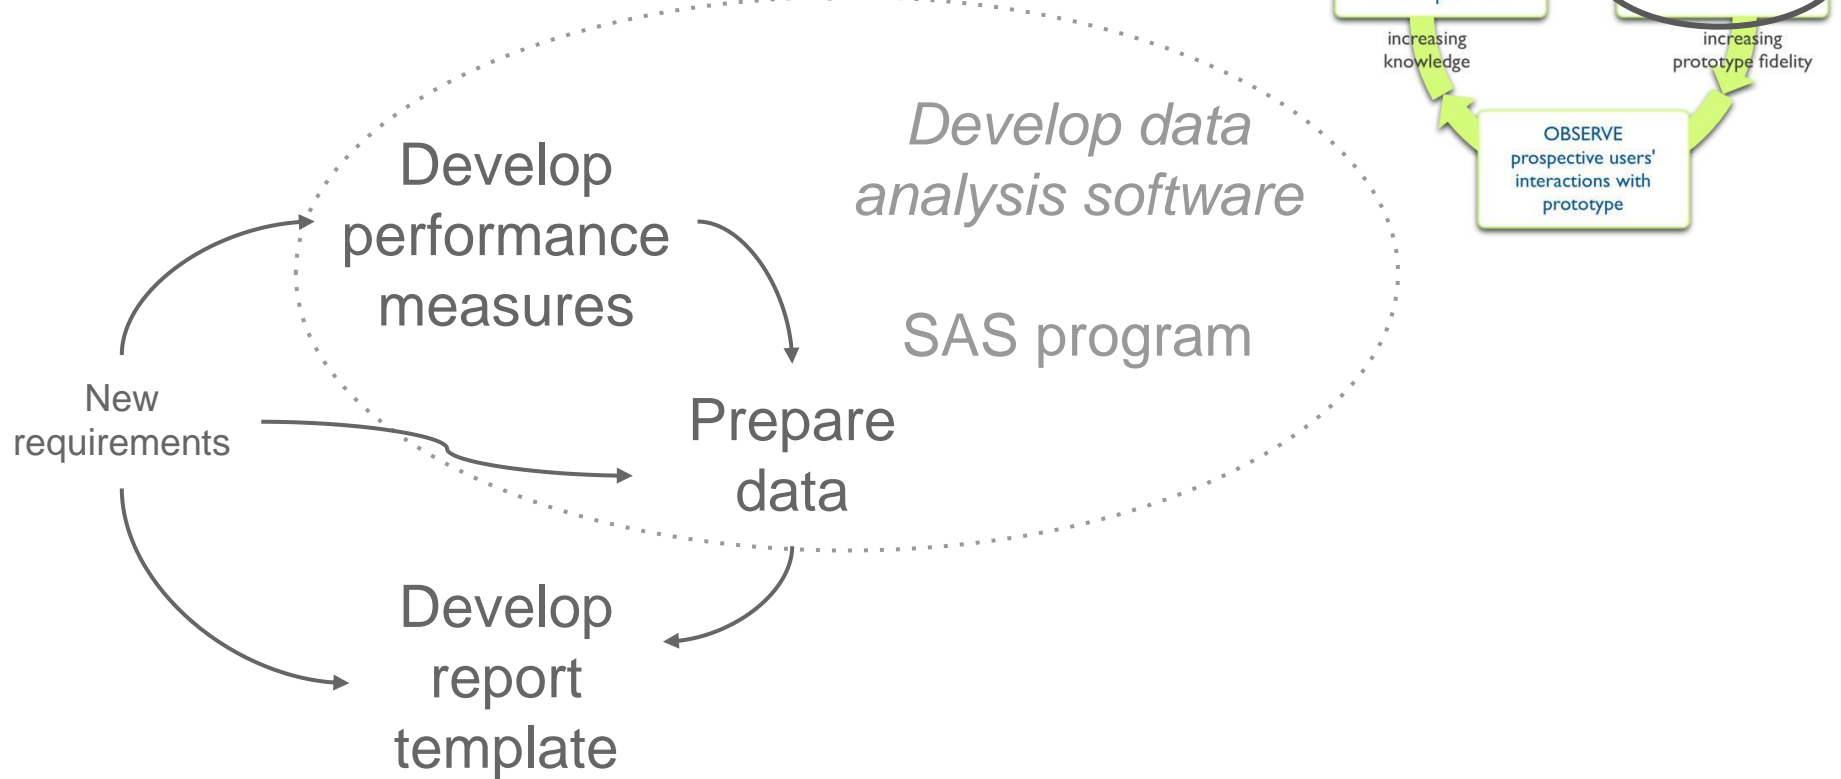 increasing
knowledge
increasing
prototype fidelity
OBSERVE
prospective users'
interactions with
prototype
Develop data
analysis software
Develop
performance
measures
SAS program
New
requirements
Prepare
data
Develop
report
template